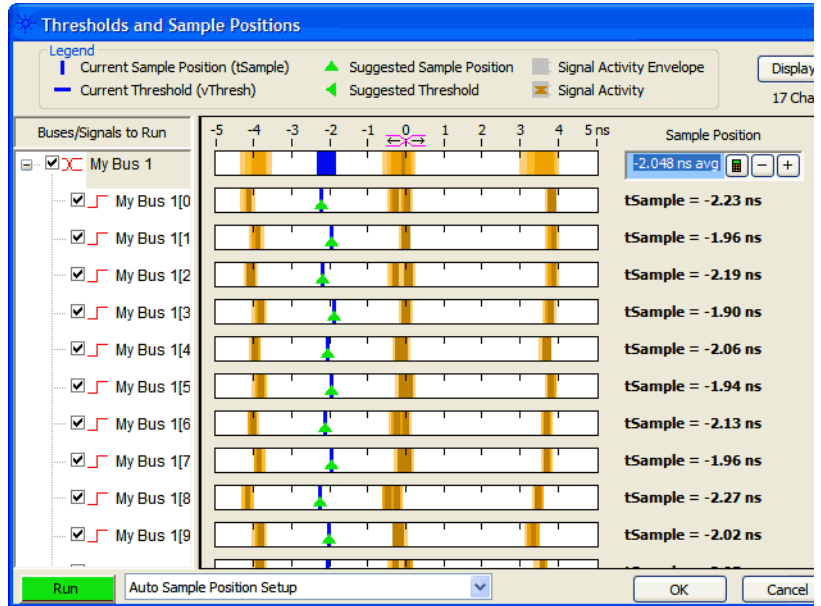 Thresholds and Sample Positions
Legend
Current Sample Position (tSample)
Suggested Sample Position
Signal Activity Envelope
Display
Current Threshold (vThresh)
Suggested Threshold
Signal Activity
17 Cha
Buses/Signals to Run
-5 -4 -3 -2 -1 0 1 2 3 4 5 ns
Sample Position
My Bus 1
-2.048 ns avg
− +
My Bus 1[0
tSample = -2.23 ns
My Bus 1[1
tSample = -1.96 ns
My Bus 1[2
tSample = -2.19 ns
My Bus 1[3
tSample = -1.90 ns
My Bus 1[4
tSample = -2.06 ns
My Bus 1[5
tSample = -1.94 ns
My Bus 1[6
tSample = -2.13 ns
My Bus 1[7
tSample = -1.96 ns
My Bus 1[8
tSample = -2.27 ns
My Bus 1[9
tSample = -2.02 ns
Run
Auto Sample Position Setup
OK
Cancel